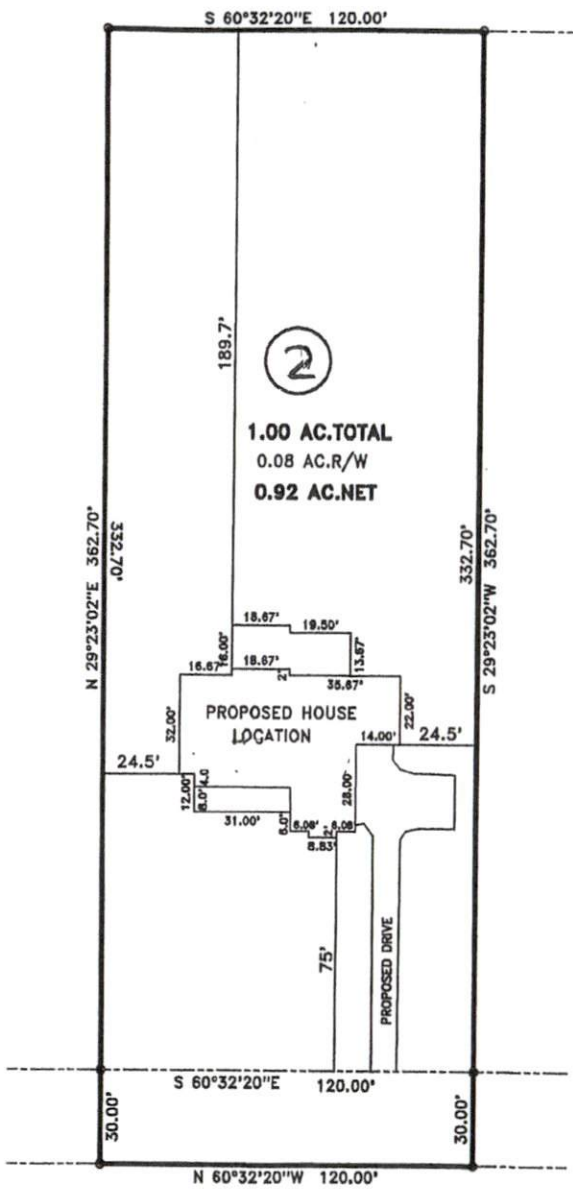 S 60°32'20"E 120.00'
189.7'
2
1.00 AC.TOTAL
0.08 AC.R/W
0.92 AC.NET
N 29°23'02"E 362.70'
332.70'
332.70'
S 29°23'02"W 362.70'
18.67'
19.50'
16.00'
13.67'
16.67'
18.67'
2'
35.67'
32.00'
PROPOSED HOUSE
LOCATION
22.00'
14.00'
24.5'
24.5'
12.00'
8.0'
4.0
28.00'
31.00'
6.0'
6.08'
2'
6.08'
8.83'
75'
PROPOSED DRIVE
S 60°32'20"E 120.00'
30.00'
30.00'
N 60°32'20"W 120.00'